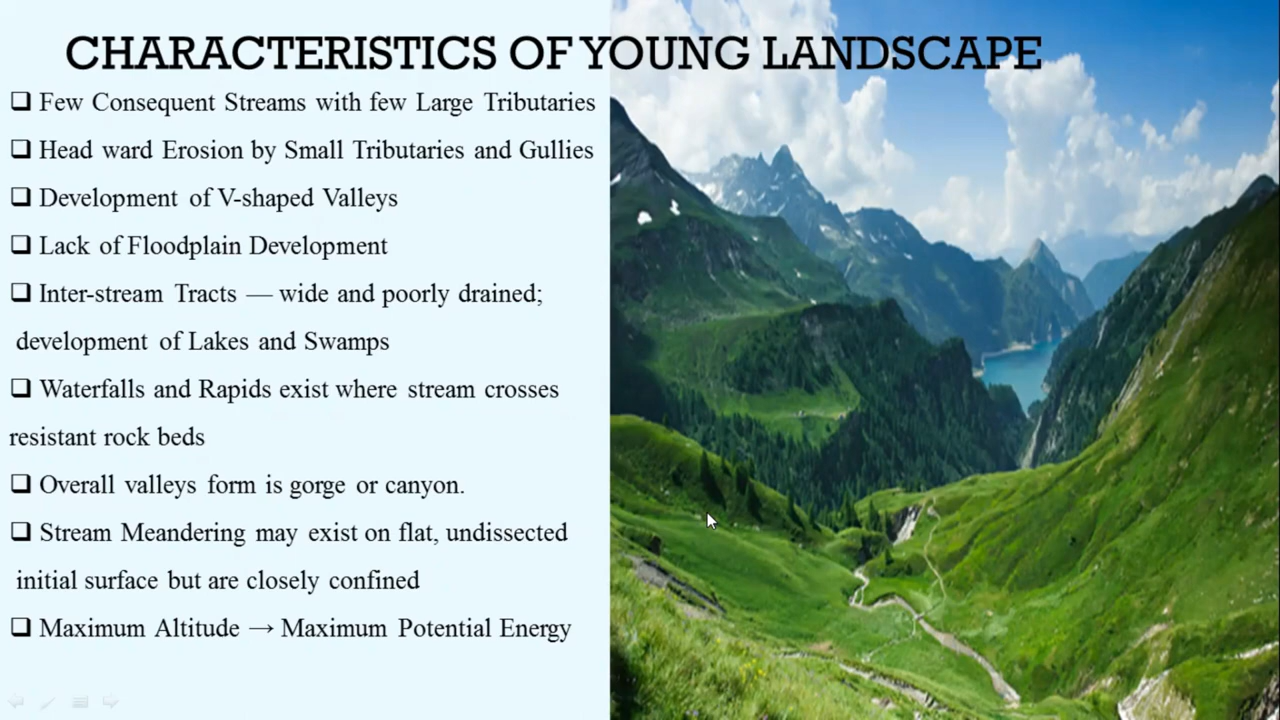 CHARACTERISTICS OF YOUNG LANDSCAPE
❑ Few Consequent Streams with few Large Tributaries
❑ Head ward Erosion by Small Tributaries and Gullies
❑ Development of V-shaped Valleys
❑ Lack of Floodplain Development
❑ Inter-stream Tracts — wide and poorly drained;
development of Lakes and Swamps
❑ Waterfalls and Rapids exist where stream crosses
resistant rock beds
❑ Overall valleys form is gorge or canyon.
❑ Stream Meandering may exist on flat, undissected
initial surface but are closely confined
❑ Maximum Altitude → Maximum Potential Energy